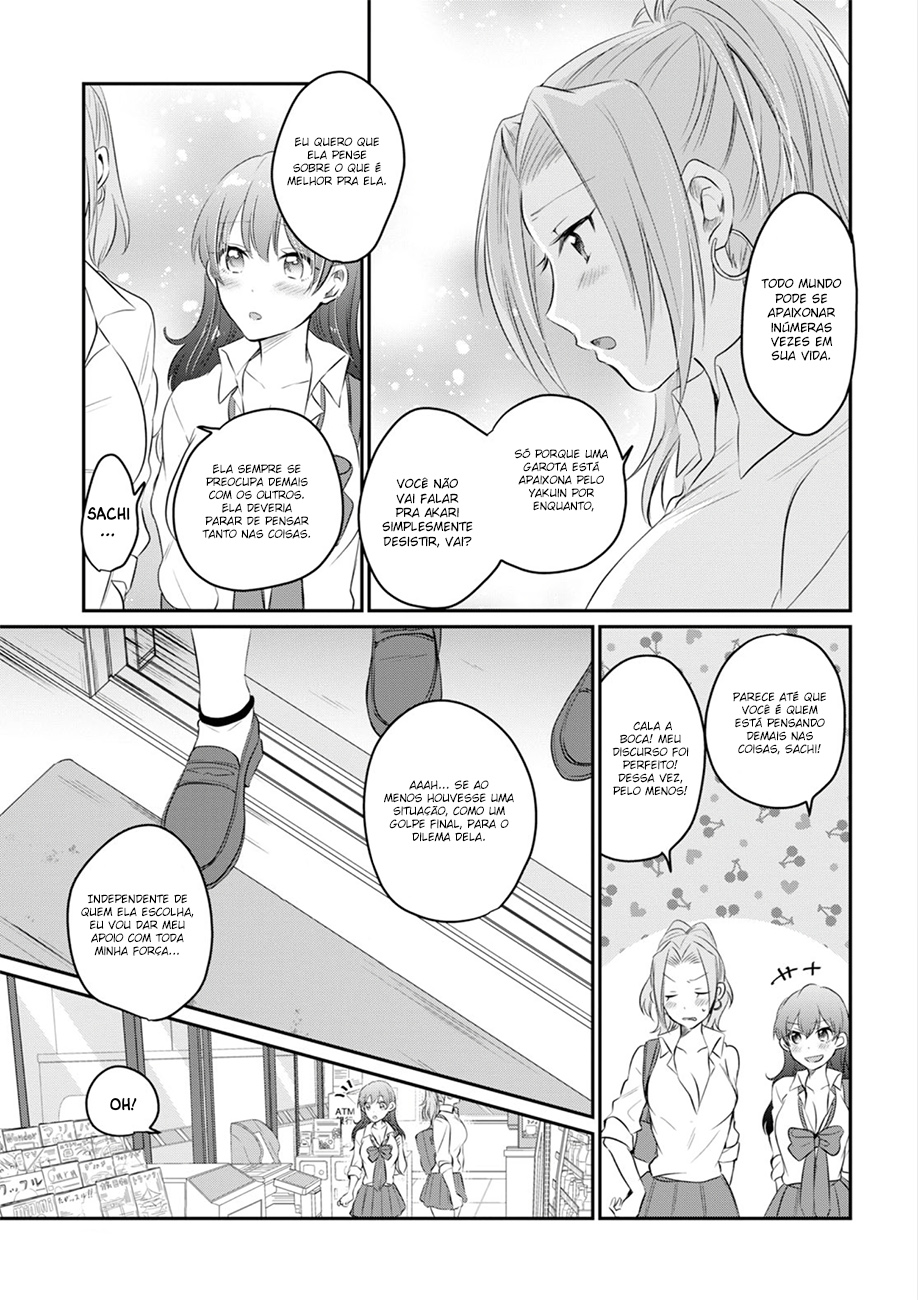 TODO MUNDO
PODE SE
APAIXONAR
INÚMERAS
VEZES EM
SUA VIDA.
SÓ PORQUE UMA
GAROTA ESTÁ
APAIXONA PELO
YAKUIN POR
ENQUANTO,
VOCÊ NÃO
VAI FALAR
PRA AKARI
SIMPLESMENTE
DESISTIR, VAI?
EU QUERO QUE
ELA PENSE
SOBRE O QUE É
MELHOR PRA ELA.
ELA SEMPRE SE
PREOCUPA DEMAIS
COM OS OUTROS.
ELA DEVERIA
PARAR DE PENSAR
TANTO NAS COISAS.
SACHI
...
PARECE ATÉ QUE
VOCÊ É QUEM
ESTÁ PENSANDO
DEMAIS NAS
COISAS, SACHI!
CALA A
BOCA! MEU
DISCURSO FOI
PERFEITO!
DESSA VEZ,
PELO MENOS!
AAAH... SE AO
MENOS HOUVESSE UMA
SITUAÇÃO, COMO UM
GOLPE FINAL, PARA O
DILEMA DELA.
INDEPENDENTE DE
QUEM ELA ESCOLHA,
EU VOU DAR MEU
APOIO COM TODA
MINHA FORÇA...
OH!
ATM
Wonder